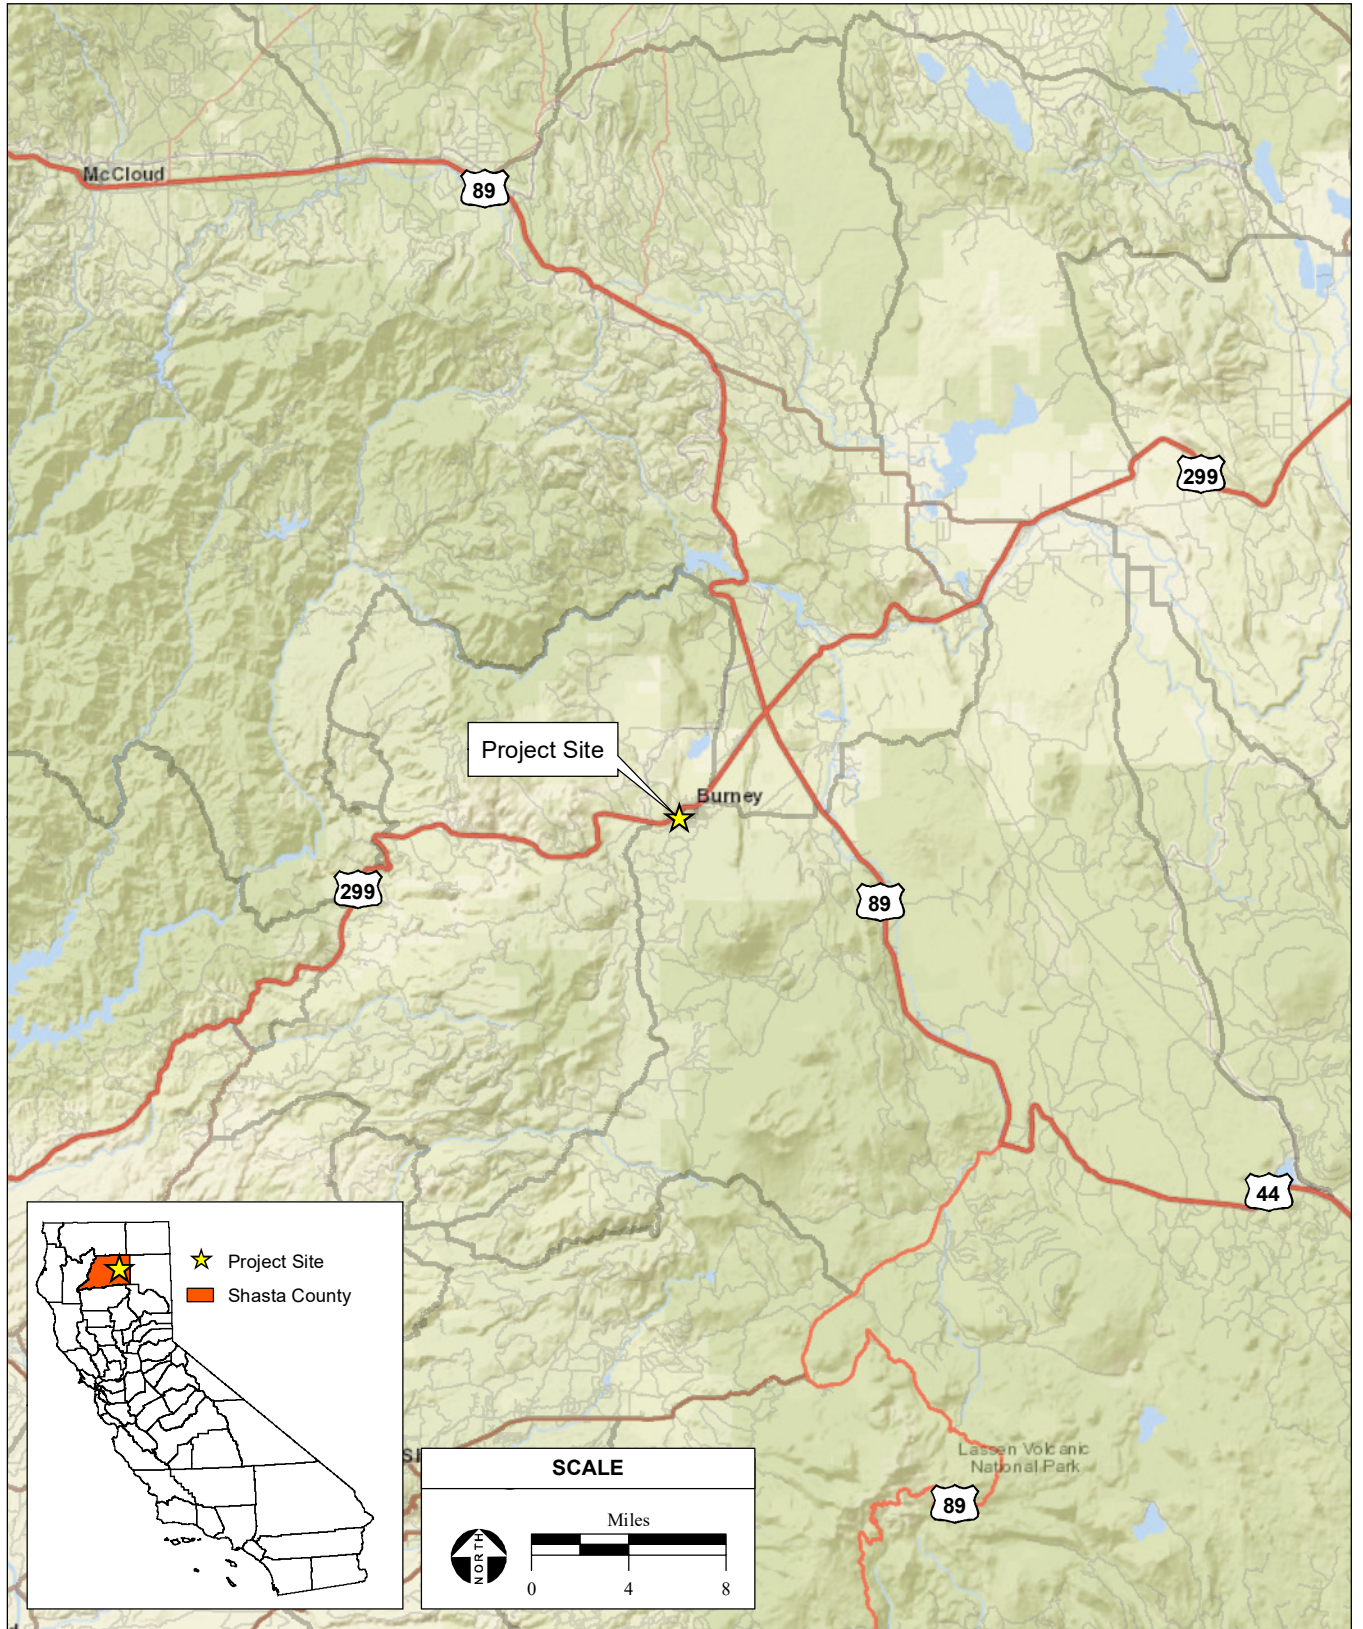 McCloud
89
299
Project Site
Burney
299
89
44
Project Site
Shasta County
Lassen Volcanic
National Park
89
SCALE
Miles
NORTH
0 4 8